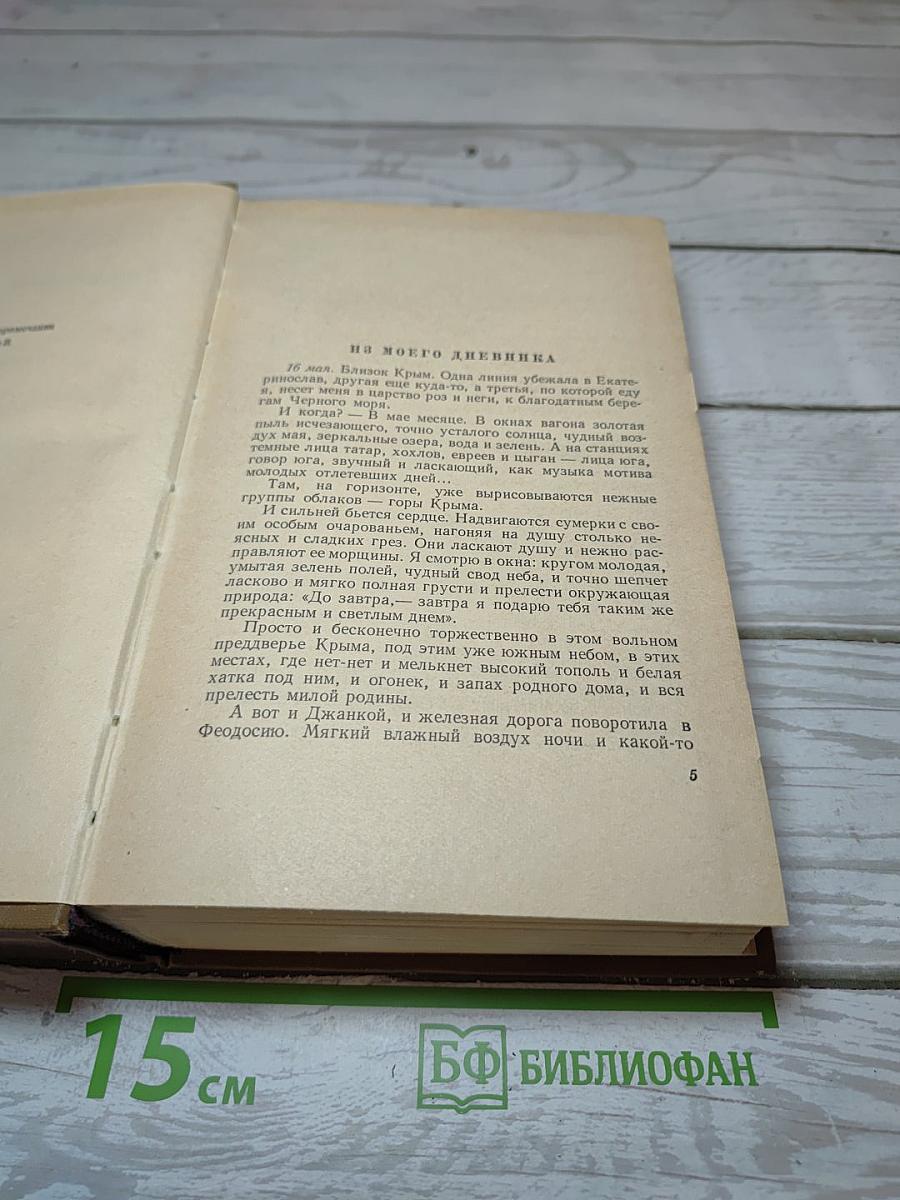 римечания
ой
ИЗ МОЕГО ДНЕВНИКА
16 мая. Близок Крым. Одна линия убежала в Екате-
ринослав, другая еще куда-то, а третья, по которой еду
я, несет меня в царство роз и неги, к благодатным бере-
гам Черного моря.
И когда? — В мае месяце. В окнах вагона золотая
пыль исчезающего, точно усталого солнца, чудный воз-
дух мая, зеркальные озера, вода и зелень. А на станциях
темные лица татар, хохлов, евреев и цыган — лица юга,
говор юга, звучный и ласкающий, как музыка мотива
молодых отлетевших дней...
Там, на горизонте, уже вырисовываются нежные
группы облаков — горы Крыма.
И сильней бьется сердце. Надвигаются сумерки с сво-
им особым очарованьем, нагоняя на душу столько не-
ясных и сладких грез. Они ласкают душу и нежно рас-
правляют ее морщины. Я смотрю в окна: кругом молодая,
умытая зелень полей, чудный свод неба, и точно шепчет
ласково и мягко полная грусти и прелести окружающая
природа: «До завтра,— завтра я подарю тебя таким же
прекрасным и светлым днем».
Просто и бесконечно торжественно в этом вольном
преддверье Крыма, под этим уже южным небом, в этих
местах, где нет-нет и мелькнет высокий тополь и белая
хатка под ним, и огонек, и запах родного дома, и вся
прелесть милой родины.
А вот и Джанкой, и железная дорога поворотила в
Феодосию. Мягкий влажный воздух ночи и какой-то
5
15 см
БФ БИБЛИОФАН